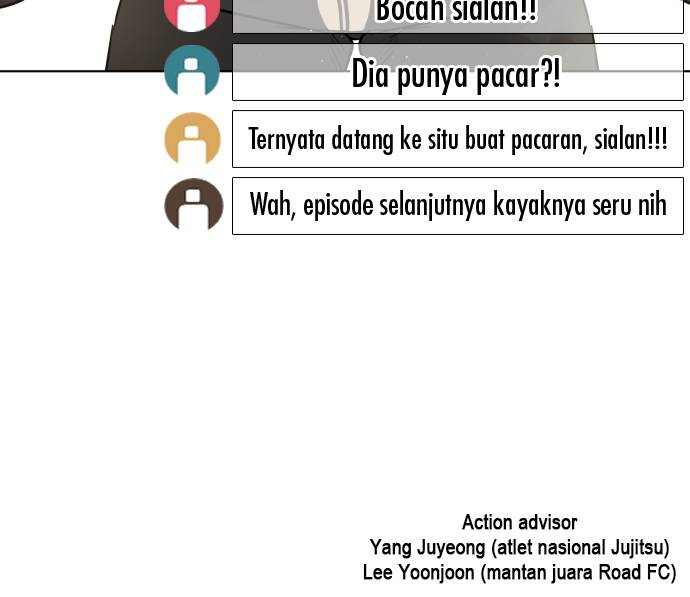 Bocah sialan!!
Dia punya pacar?!
Ternyata datang ke situ buat pacaran, sialan!!!
Wah, episode selanjutnya kayaknya seru nih
Action advisor
Yang Juyeong (atlet nasional Jujitsu)
Lee Yoonjoon (mantan juara Road FC)